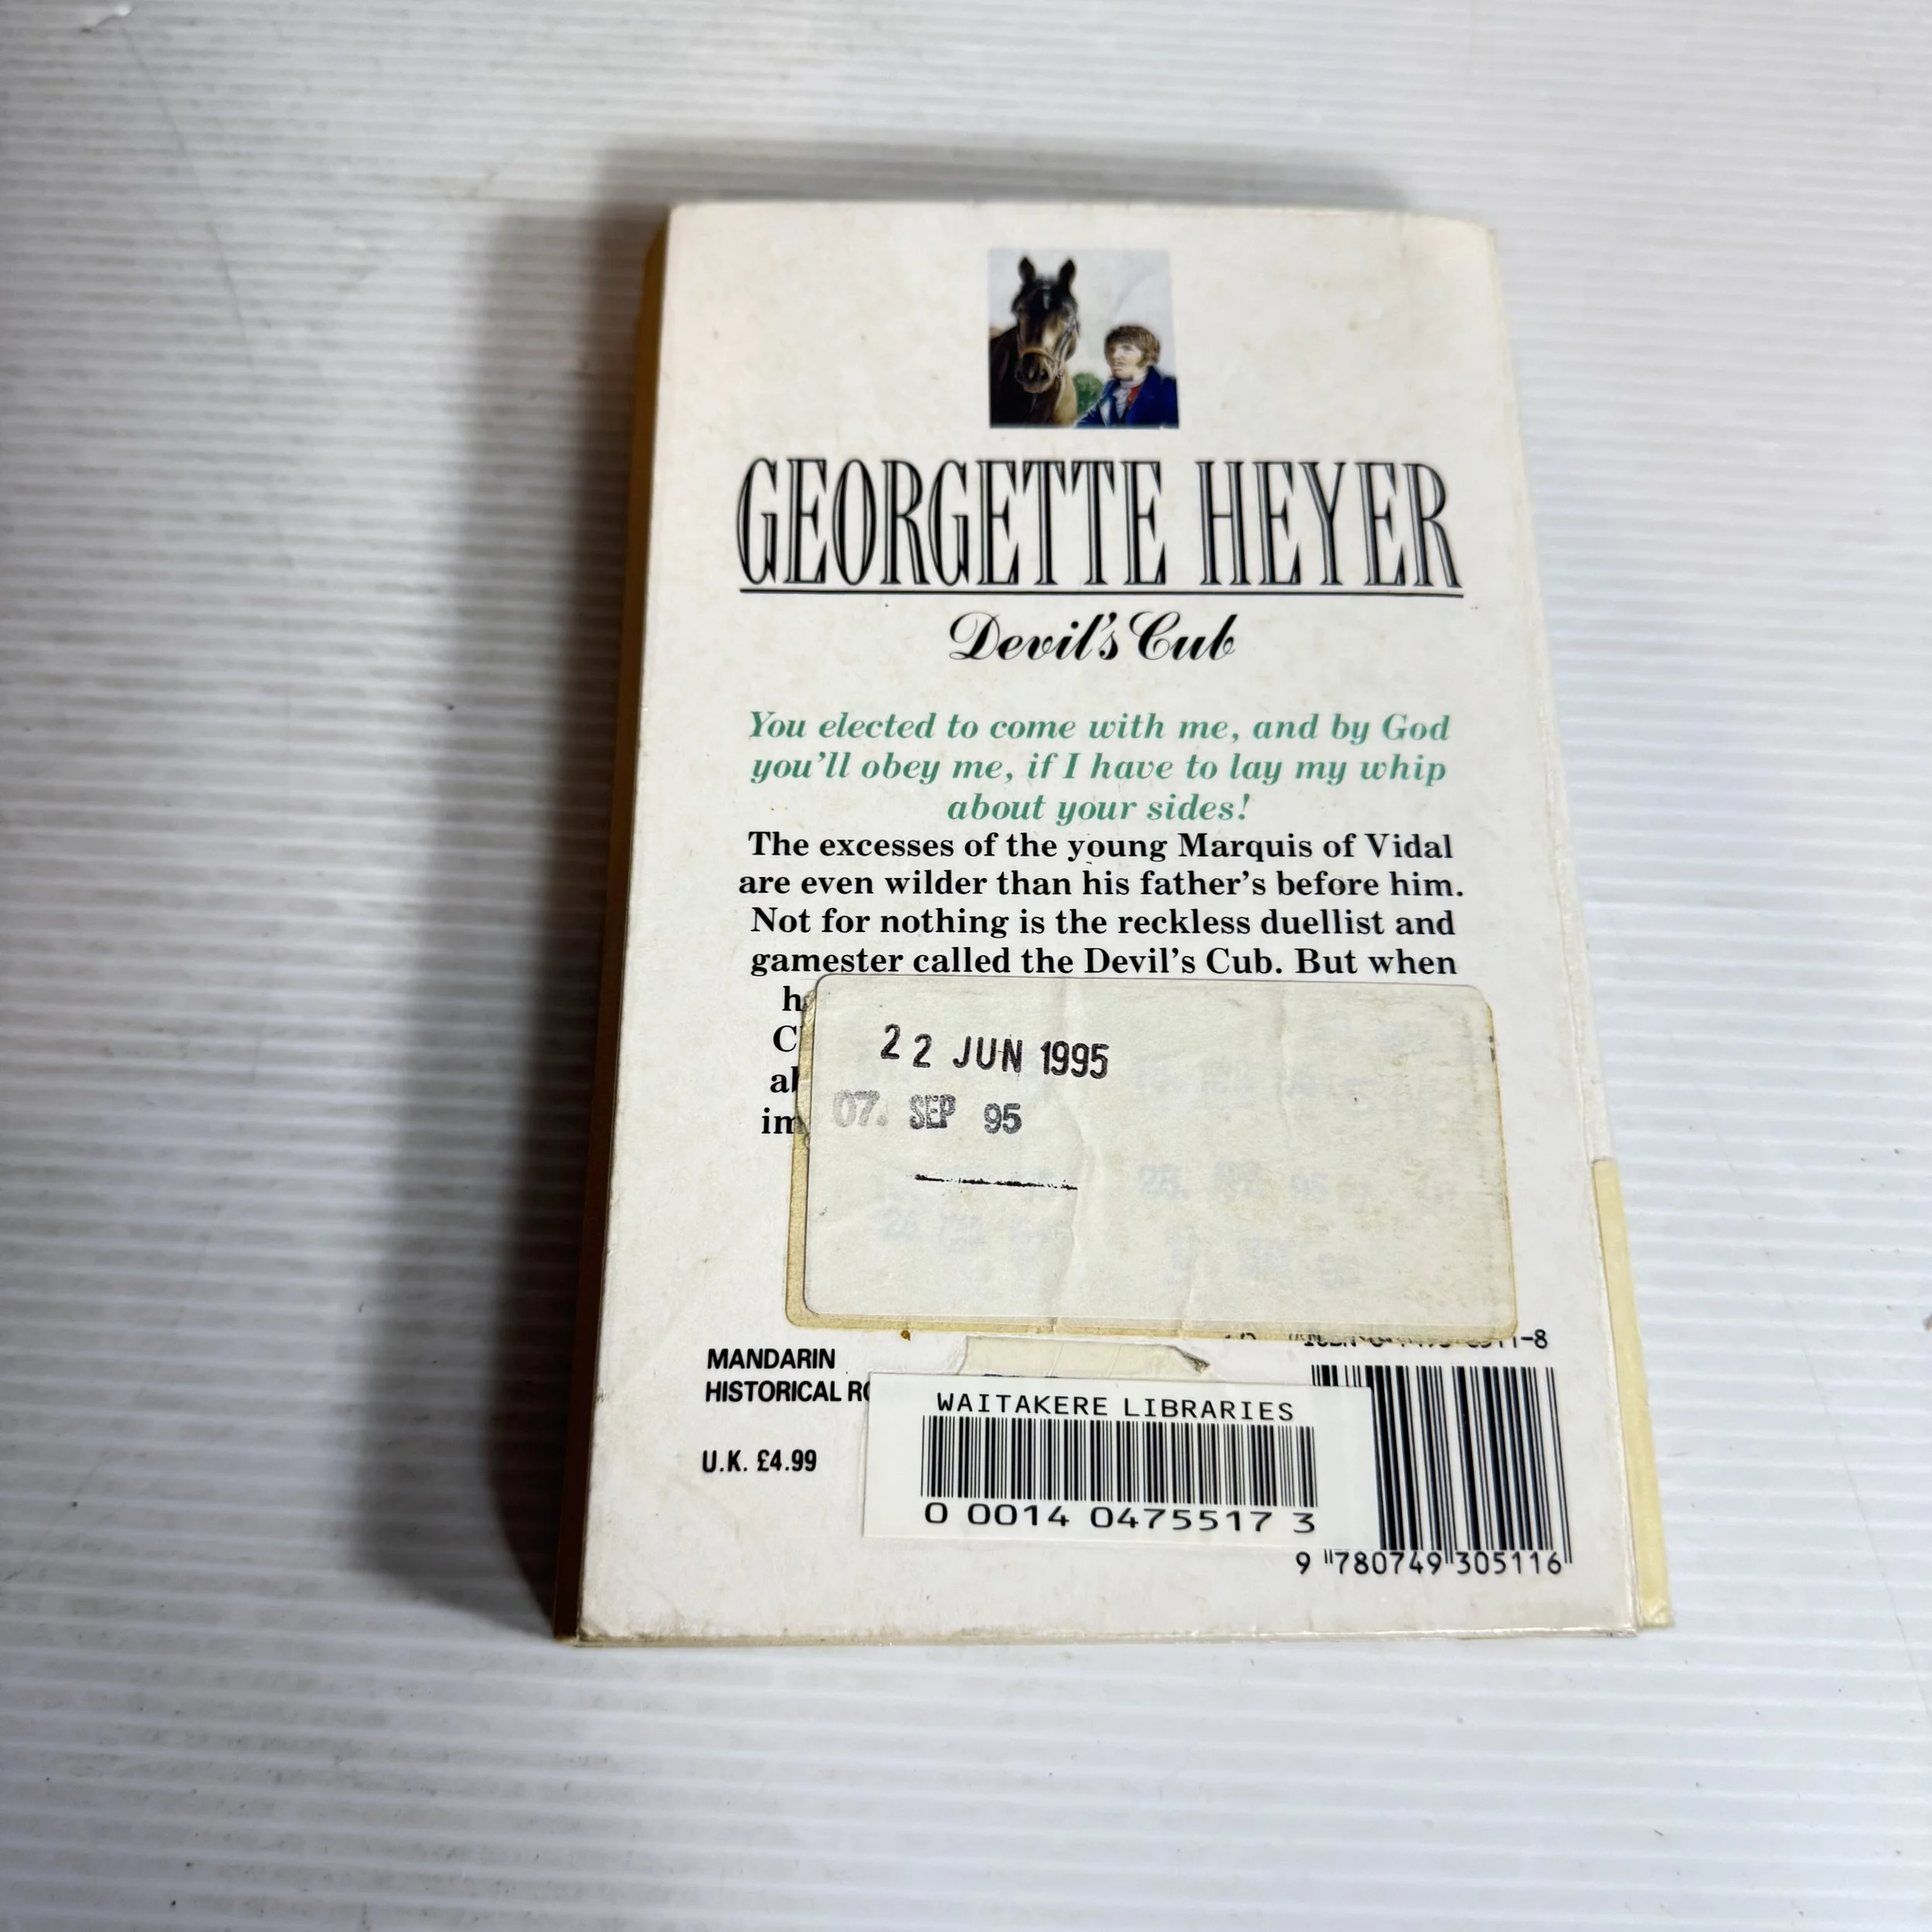 GEORGETTE HEYER
Devil's Cub
You elected to come with me, and by God
you'll obey me, if I have to lay my whip
about your sides!
The excesses of the young Marquis of Vidal
are even wilder than his father's before him.
Not for nothing is the reckless duellist and
gamester called the Devil's Cub. But when
22 JUN 1995
07. SEP 95
MANDARIN
HISTORICAL
U.K. £4.99
WAITAKERE LIBRARIES
0 0014 0475517 3
9 780749 305116